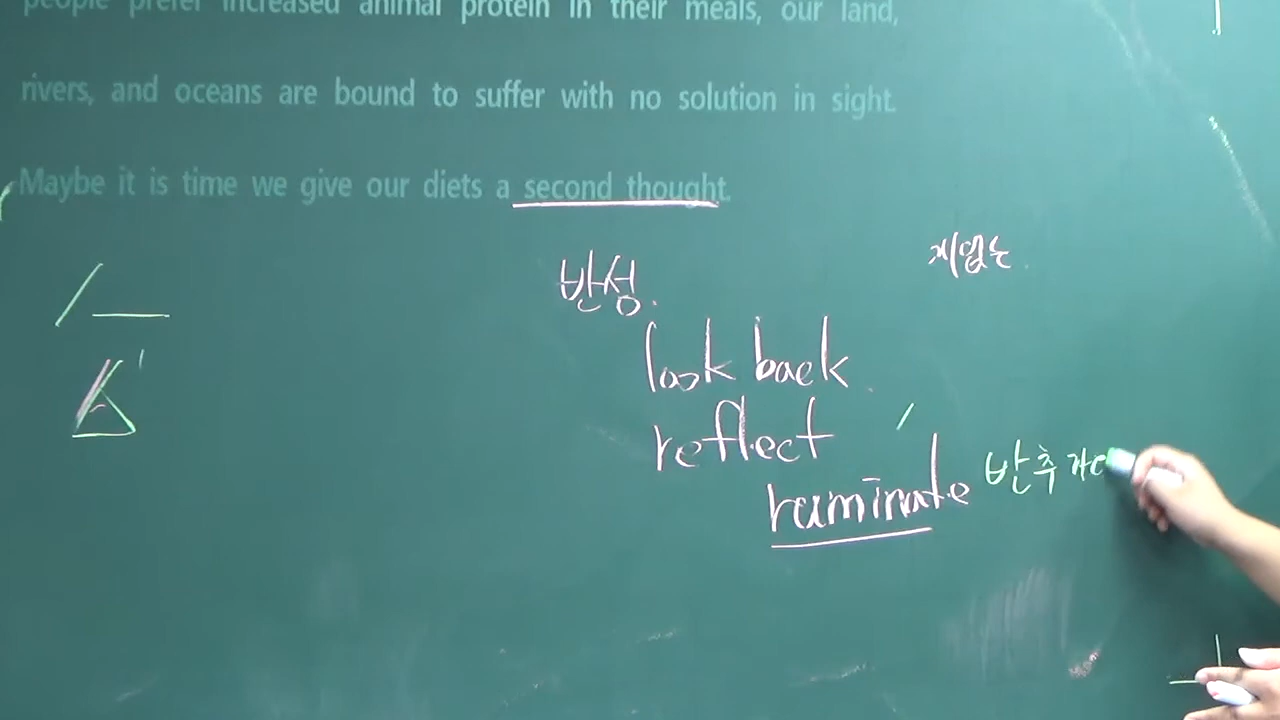 people prefer increased animal protein in their meals, our land,
rivers, and oceans are bound to suffer with no solution in sight.
Maybe it is time we give our diets a second thought.
반성.
look back
reflect
ruminate 반추